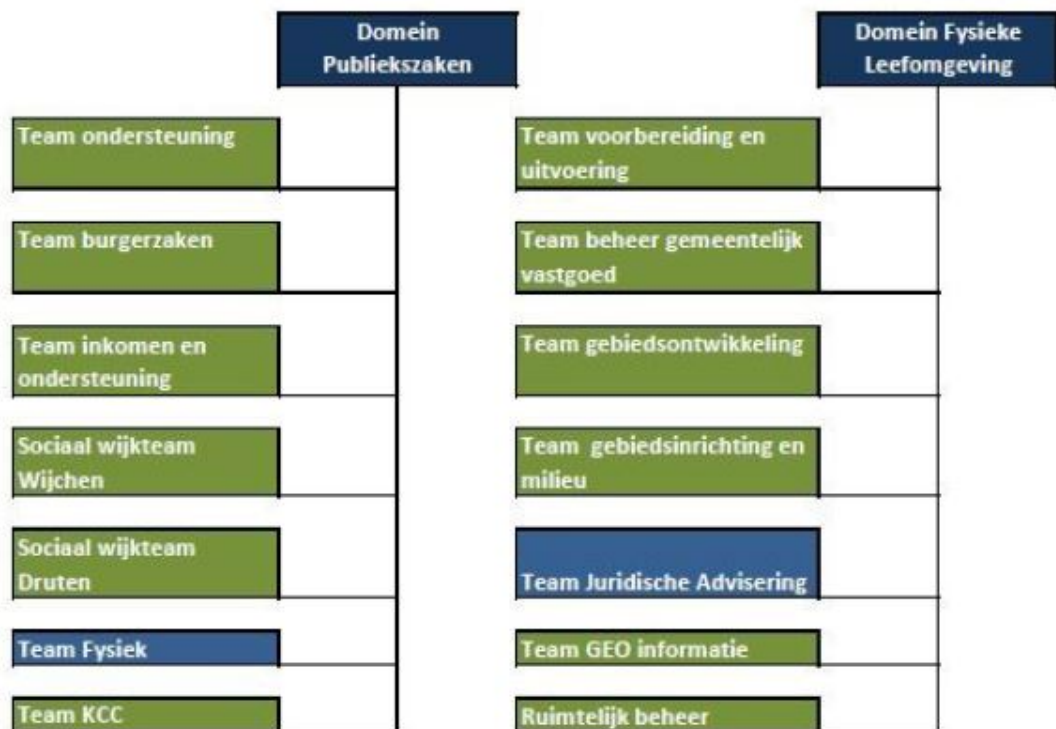 Domein
Publiekszaken
Team ondersteuning
Team burgerzaken
Team inkomen en
ondersteuning
Sociaal wijkteam
Wijchen
Sociaal wijkteam
Druten
Team Fysiek
Team KCC
Domein Fysieke
Leefomgeving
Team voorbereiding en
uitvoering
Team beheer gemeentelijk
vastgoed
Team gebiedsontwikkeling
Team gebiedsinrichting en
milieu
Team Juridische Advisering
Team GEO informatie
Ruimtelijk beheer